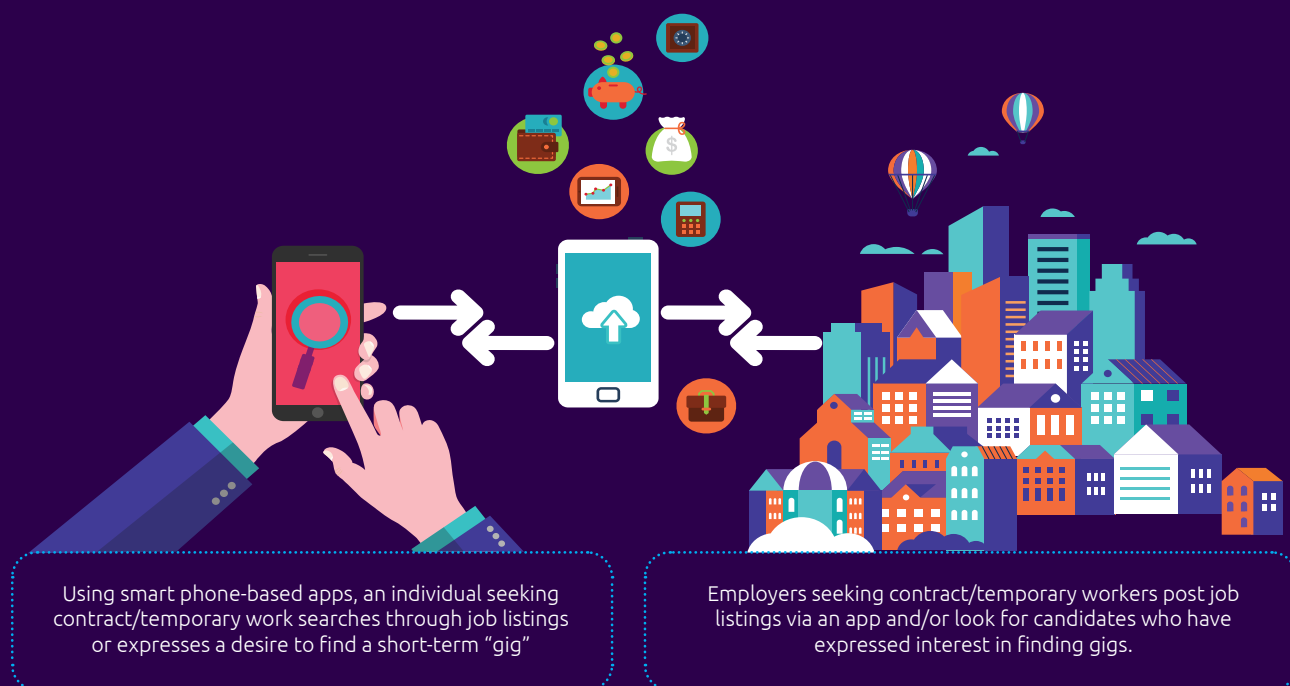 $
Using smart phone-based apps, an individual seeking
contract/temporary work searches through job listings
or expresses a desire to find a short-term “gig”
Employers seeking contract/temporary workers post job
listings via an app and/or look for candidates who have
expressed interest in finding gigs.